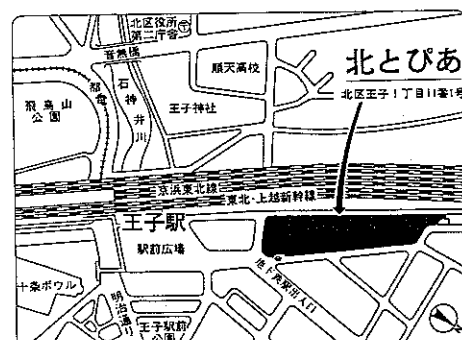 北区役所
第二庁舎
音無橋
順天高校
北とぴあ
北区王子1丁目11番1号
都電
石神井川
王子神社
飛鳥山
公園
京浜東北線
東北・上越新幹線
王子駅
駅前広場
地下鉄駅出入口
十条ボウル
明治通り
王子駅前
公園
N